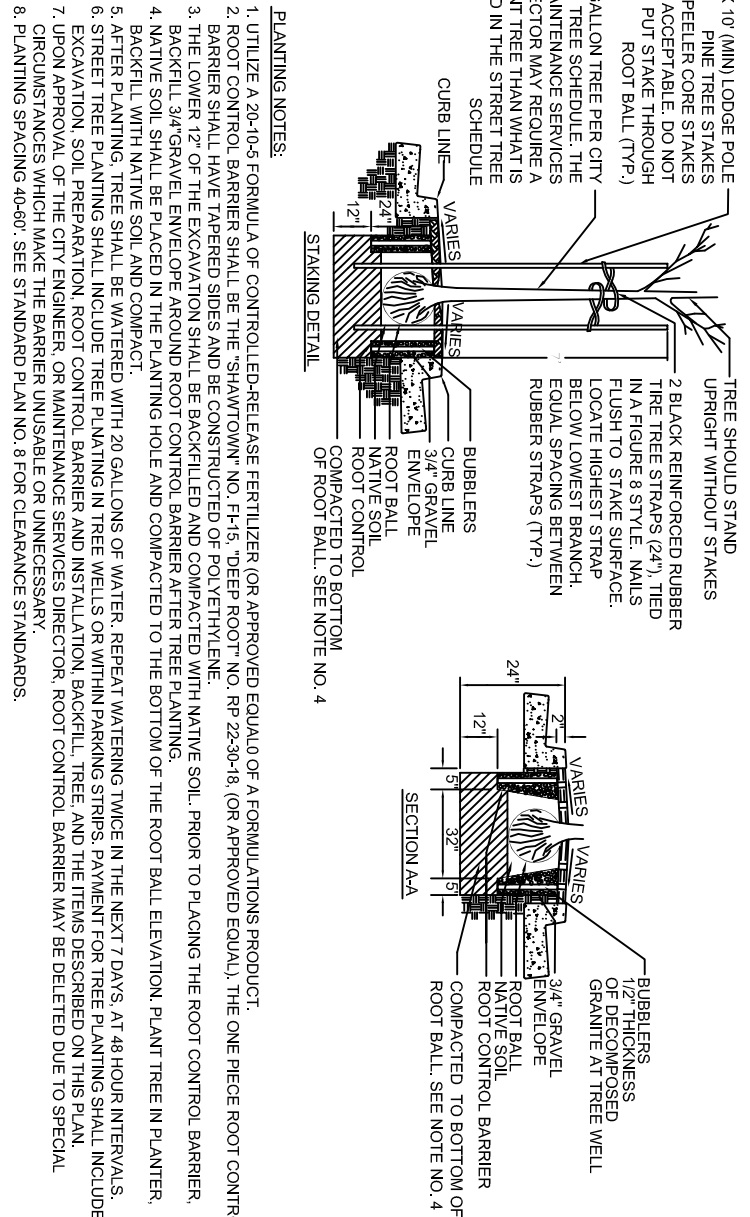 X 10' (MIN) LODGE POLE
PINE TREE STAKES
PEELER CORE STAKES
ACCEPTABLE. DO NOT
PUT STAKE THROUGH
ROOT BALL (TYP.)
GALLON TREE PER CITY
TREE SCHEDULE. THE
MAINTENANCE SERVICES
ECTOR MAY REQUIRE A
NT TREE THAN WHAT IS
D IN THE STRRET TREE
SCHEDULE
CURB LINE
TREE SHOULD STAND
UPRIGHT WITHOUT STAKES
2 BLACK REINFORCED RUBBER
TIRE TREE STRAPS (24"), TIED
IN A FIGURE 8 STYLE. NAILS
FLUSH TO STAKE SURFACE.
LOCATE HIGHEST STRAP
BELOW LOWEST BRANCH.
EQUAL SPACING BETWEEN
RUBBER STRAPS (TYP.)
VARIES
VARIES
24"
12"
BUBBLERS
CURB LINE
3/4" GRAVEL
ENVELOPE
ROOT BALL
NATIVE SOIL
ROOT CONTROL
COMPACTED TO BOTTOM
OF ROOT BALL. SEE NOTE NO. 4
STAKING DETAIL
24"
12"
2"
VARIES
VARIES
5"
32"
5"
BUBBLERS
1/2" THICKNESS
OF DECOMPOSED
GRANITE AT TREE WELL
3/4" GRAVEL
ENVELOPE
ROOT BALL
NATIVE SOIL
ROOT CONTROL BARRIER
COMPACTED TO BOTTOM OF
ROOT BALL. SEE NOTE NO. 4
SECTION A-A
PLANTING NOTES:
1. UTILIZE A 20-10-5 FORMULA OF CONTROLLED-RELEASE FERTILIZER (OR APPROVED EQUAL0 OF A FORMULATIONS PRODUCT.
2. ROOT CONTROL BARRIER SHALL BE THE "SHAWTOWN" NO. FI-15, "DEEP ROOT" NO. RP 22-30-18, (OR APPROVED EQUAL). THE ONE PIECE ROOT CONTR
BARRIER SHALL HAVE TAPERED SIDES AND BE CONSTRUCTED OF POLYETHYLENE.
3. THE LOWER 12" OF THE EXCAVATION SHALL BE BACKFILLED AND COMPACTED WITH NATIVE SOIL. PRIOR TO PLACING THE ROOT CONTROL BARRIER,
BACKFILL 3/4"GRAVEL ENVELOPE AROUND ROOT CONTROL BARRIER AFTER TREE PLANTING.
4. NATIVE SOIL SHALL BE PLACED IN THE PLANTING HOLE AND COMPACTED TO THE BOTTOM OF THE ROOT BALL ELEVATION. PLANT TREE IN PLANTER,
BACKFILL WITH NATIVE SOIL AND COMPACT.
5. AFTER PLANTING, TREE SHALL BE WATERED WITH 20 GALLONS OF WATER. REPEAT WATERING TWICE IN THE NEXT 7 DAYS, AT 48 HOUR INTERVALS.
6. STREET TREE PLANTING SHALL INCLUDE TREE PLNATING IN TREE WELLS OR WITHIN PARKING STRIPS. PAYMENT FOR TREE PLANTING SHALL INCLUDE
EXCAVATION, SOIL PREPARATION, ROOT CONTROL BARRIER AND INSTALLATION, BACKFILL, TREE, AND THE ITEMS DESCRIBED ON THIS PLAN.
7. UPON APPROVAL OF THE CITY ENGINEER, OR MAINTENANCE SERVICES DIRECTOR, ROOT CONTROL BARRIER MAY BE DELETED DUE TO SPECIAL
CIRCUMSTANCES WHICH MAKE THE BARRIER UNUSABLE OR UNNECESSARY.
8. PLANTING SPACING 40-60'. SEE STANDARD PLAN NO. 8 FOR CLEARANCE STANDARDS.